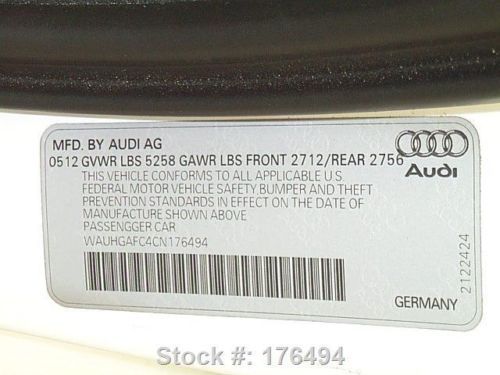 MFD. BY AUDI AG
0512 GVWR LBS 5258 GAWR LBS FRONT 2712/REAR 2756
THIS VEHICLE CONFORMS TO ALL APPLICABLE U.S.
FEDERAL MOTOR VEHICLE SAFETY,BUMPER AND THEFT
PREVENTION STANDARDS IN EFFECT ON THE DATE OF
MANUFACTURE SHOWN ABOVE
PASSENGER CAR
WAUHGAFC4CN176494
Audi
2122424
GERMANY
Stock #: 176494